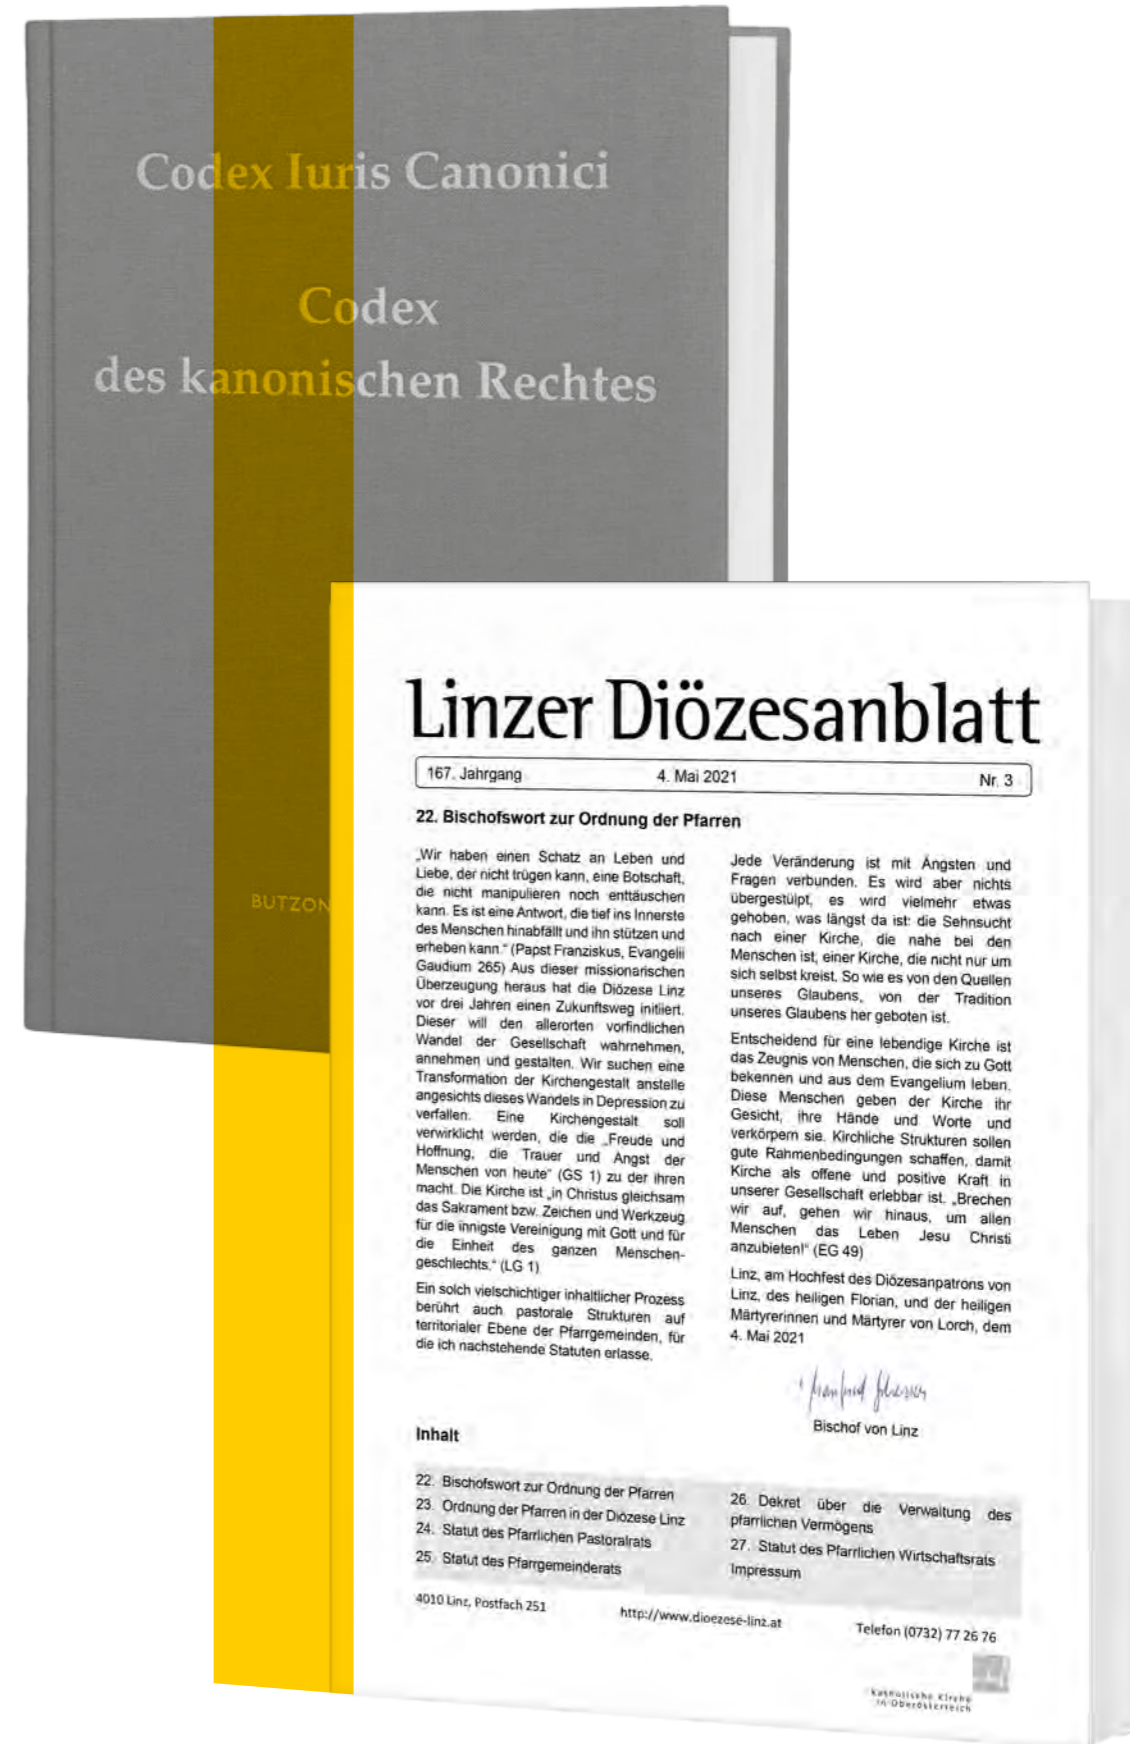 Codex Iuris Canonici
Codex
des kanonischen Rechtes
BUTZON
Linzer Diözesanblatt
167. Jahrgang 4. Mai 2021 Nr. 3
22. Bischofswort zur Ordnung der Pfarren
„Wir haben einen Schatz an Leben und
Liebe, der nicht trügen kann, eine Botschaft,
die nicht manipulieren noch enttäuschen
kann. Es ist eine Antwort, die tief ins Innerste
des Menschen hinabfällt und ihn stützen und
erheben kann.“ (Papst Franziskus, Evangelii
Gaudium 265) Aus dieser missionarischen
Überzeugung heraus hat die Diözese Linz
vor drei Jahren einen Zukunftsweg initiiert.
Dieser will den allerorten vorfindlichen
Wandel der Gesellschaft wahrnehmen,
annehmen und gestalten. Wir suchen eine
Transformation der Kirchengestalt anstelle
angesichts dieses Wandels in Depression zu
verfallen. Eine Kirchengestalt soll
verwirklicht werden, die die „Freude und
Hoffnung, die Trauer und Angst der
Menschen von heute“ (GS 1) zu der ihren
macht. Die Kirche ist „in Christus gleichsam
das Sakrament bzw. Zeichen und Werkzeug
für die innigste Vereinigung mit Gott und für
die Einheit des ganzen Menschen-
geschlechts.“ (LG 1)
Ein solch vielschichtiger inhaltlicher Prozess
berührt auch pastorale Strukturen auf
territorialer Ebene der Pfarrgemeinden, für
die ich nachstehende Statuten erlasse.
Jede Veränderung ist mit Ängsten und
Fragen verbunden. Es wird aber nichts
übergestülpt, es wird vielmehr etwas
gehoben, was längst da ist: die Sehnsucht
nach einer Kirche, die nahe bei den
Menschen ist, einer Kirche, die nicht nur um
sich selbst kreist. So wie es von den Quellen
unseres Glaubens, von der Tradition
unseres Glaubens her geboten ist.
Entscheidend für eine lebendige Kirche ist
das Zeugnis von Menschen, die sich zu Gott
bekennen und aus dem Evangelium leben.
Diese Menschen geben der Kirche ihr
Gesicht, ihre Hände und Worte und
verkörpern sie. Kirchliche Strukturen sollen
gute Rahmenbedingungen schaffen, damit
Kirche als offene und positive Kraft in
unserer Gesellschaft erlebbar ist. „Brechen
wir auf, gehen wir hinaus, um allen
Menschen das Leben Jesu Christi
anzubieten!“ (EG 49)
Linz, am Hochfest des Diözesanpatrons von
Linz, des heiligen Florian, und der heiligen
Märtyrerinnen und Märtyrer von Lorch, dem
4. Mai 2021
Bischof von Linz
Inhalt
22. Bischofswort zur Ordnung der Pfarren
23. Ordnung der Pfarren in der Diözese Linz
24. Statut des Pfarrlichen Pastoralrats
25. Statut des Pfarrgemeinderats
26. Dekret über die Verwaltung des
pfarrlichen Vermögens
27. Statut des Pfarrlichen Wirtschaftsrats
Impressum
4010 Linz, Postfach 251 http://www.dioezese-linz.at Telefon (0732) 77 26 76
Katholische Kirche
in Oberösterreich